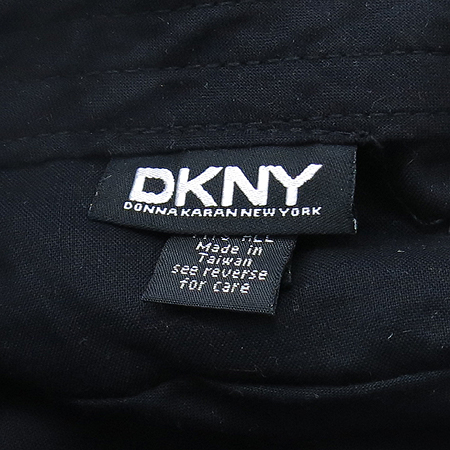 DKNY
DONNA KARAN NEW YORK
Made in
Taiwan
see reverse
for care